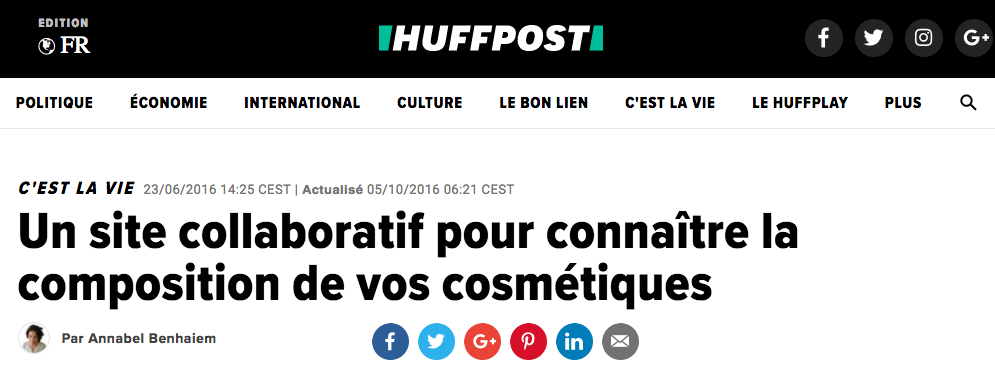 EDITION
FR
HUFFPOST
POLITIQUE ÉCONOMIE INTERNATIONAL CULTURE LE BON LIEN C'EST LA VIE LE HUFFPLAY PLUS
C'EST LA VIE 23/06/2016 14:25 CEST | Actualisé 05/10/2016 06:21 CEST
Un site collaboratif pour connaître la
composition de vos cosmétiques
Par Annabel Benhaiem